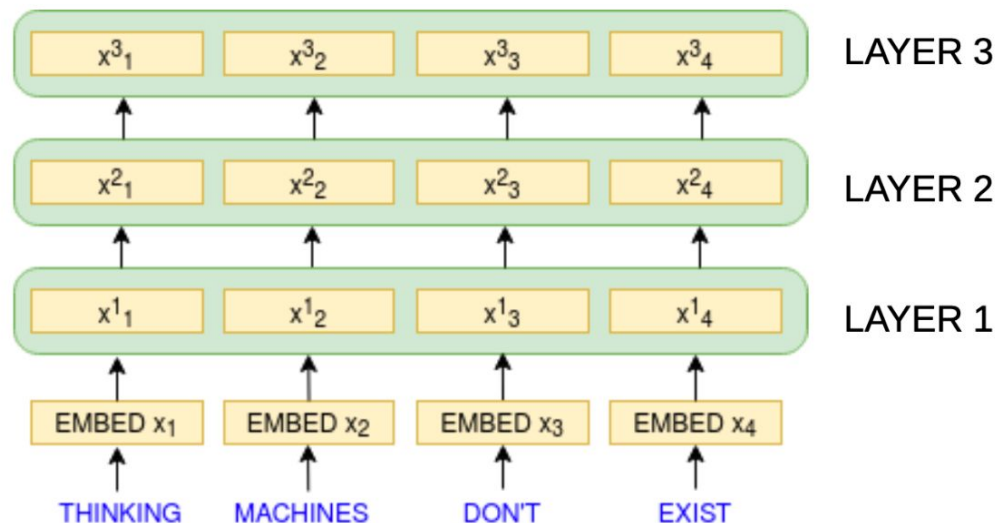 x³₁ x³₂ x³₃ x³₄ LAYER 3
x²₁ x²₂ x²₃ x²₄ LAYER 2
x¹₁ x¹₂ x¹₃ x¹₄ LAYER 1
EMBED x₁ EMBED x₂ EMBED x₃ EMBED x₄
THINKING MACHINES DON'T EXIST